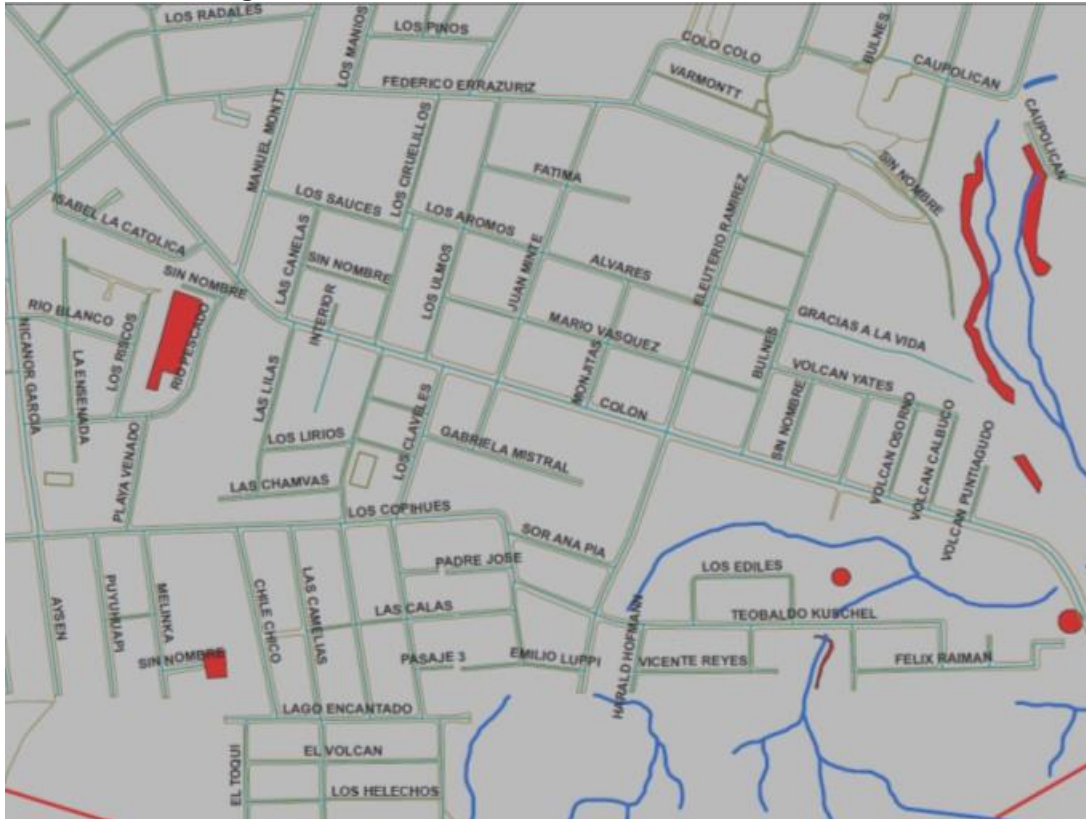 LOS RADALES
LOS MANIOS
LOS PINOS
COLO COLO
BULNES
CAUPOLICAN
VARMONTT
FEDERICO ERRAZURIZ
MANUEL MONTT
CAUPOLICAN
LOS CIRUELILLOS
FATIMA
SIN NOMBRE
ISABEL LA CATOLICA
LOS SAUCES
LOS AROMOS
ELEUTERIO RAMIREZ
LAS CANELAS
SIN NOMBRE
LOS ULMOS
JUAN MINTE
ALVARES
SIN NOMBRE
RIO BLANCO
LOS RISCOS
RIO PESCADO
INTERIOR
MARIO VASQUEZ
GRACIAS A LA VIDA
NICANOR GARCIA
LA ENSENADA
BULNES
VOLCAN YATES
MONJITAS
COLON
SIN NOMBRE
LAS LILAS
LOS CLAVELES
VOLCAN OSORNO
VOLCAN CALBUCO
VOLCAN PUNTIAGUDO
LOS LIRIOS
GABRIELA MISTRAL
PLAYA VENADO
LAS CHAMVAS
LOS COPIHUES
SOR ANA PIA
PADRE JOSE
LOS EDILES
AYSEN
PUYUHUAPI
MELINKA
CHILE CHICO
LAS CAMELIAS
LAS CALAS
TEOBALDO KUSCHEL
HARALD HOFMANN
SIN NOMBRE
PASAJE 3
EMILIO LUPPI
VICENTE REYES
FELIX RAIMAN
LAGO ENCANTADO
EL TOQUI
EL VOLCAN
LOS HELECHOS